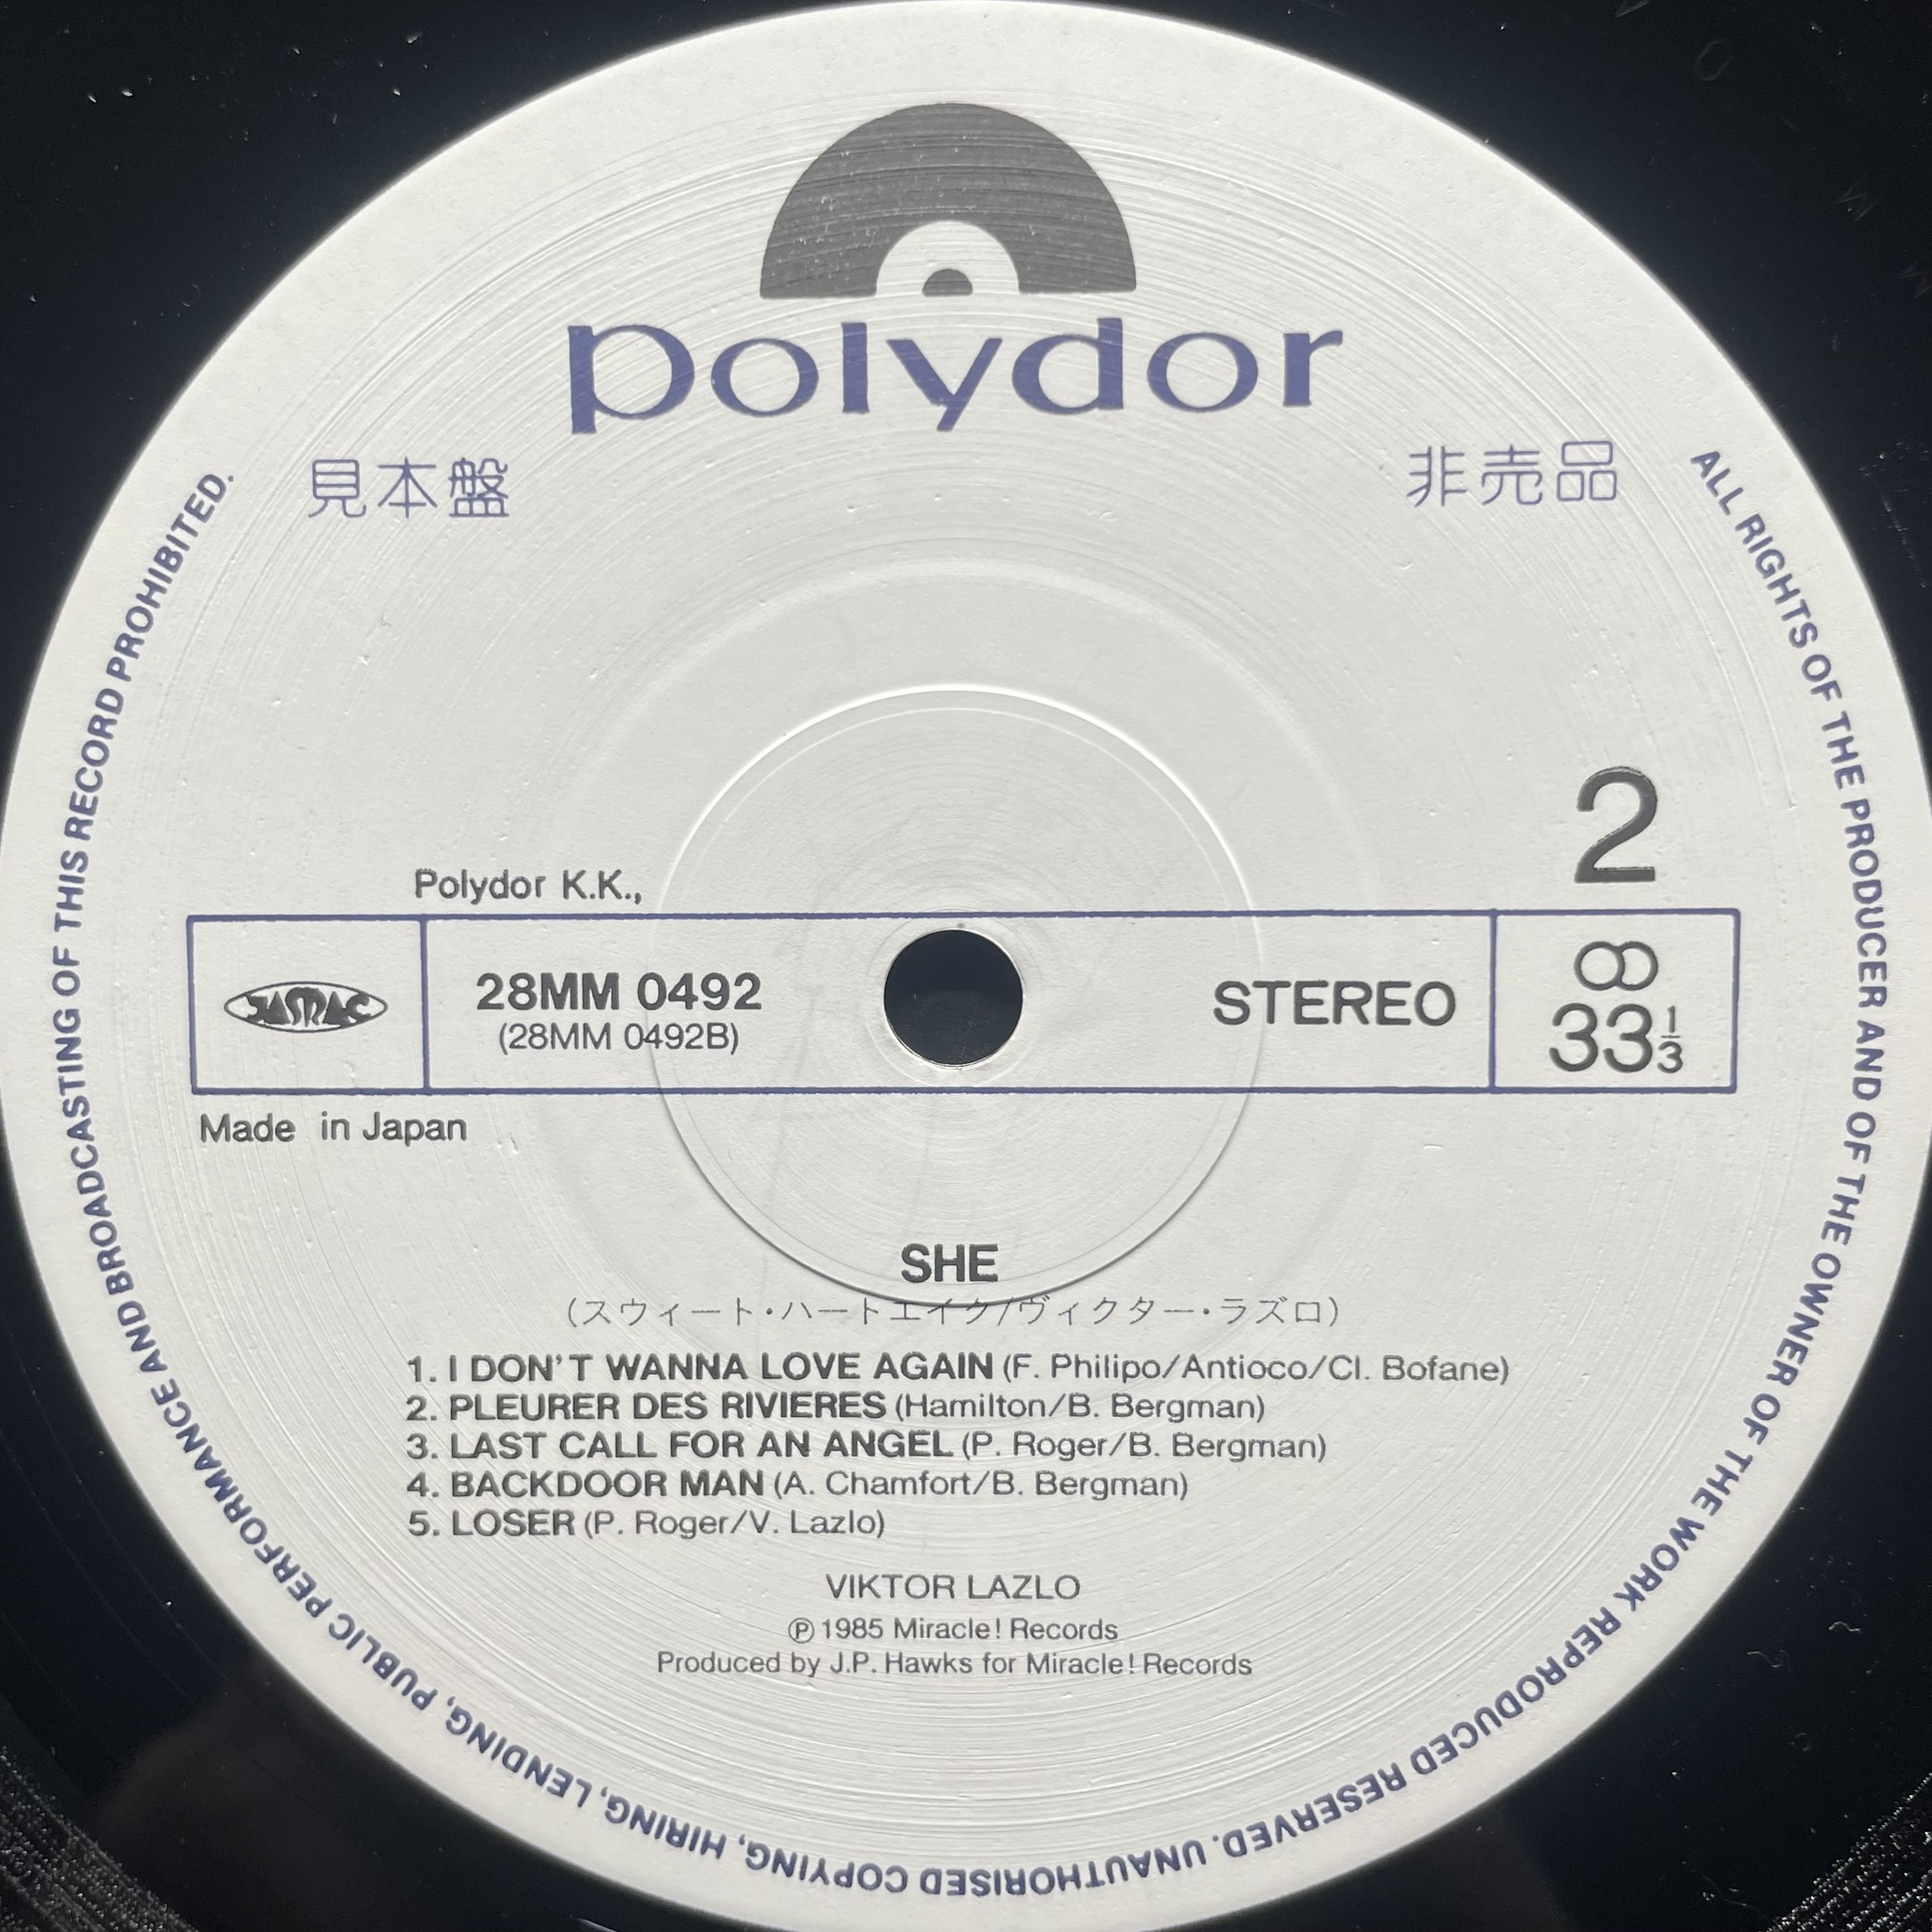 polydor
見本盤
非売品
2
Polydor K.K.,
JASRAC
28MM 0492
(28MM 0492B)
STEREO
33 1/3
Made in Japan
SHE
(スウィート・ハートエイク/ヴィクター・ラズロ)
1. I DON'T WANNA LOVE AGAIN (F. Philipo/Antioco/Cl. Bofane)
2. PLEURER DES RIVIERES (Hamilton/B. Bergman)
3. LAST CALL FOR AN ANGEL (P. Roger/B. Bergman)
4. BACKDOOR MAN (A. Chamfort/B. Bergman)
5. LOSER (P. Roger/V. Lazlo)
VIKTOR LAZLO
℗ 1985 Miracle! Records
Produced by J.P. Hawks for Miracle! Records
ALL RIGHTS OF THE PRODUCER AND OF THE OWNER OF THE WORK REPRODUCED RESERVED. UNAUTHORISED COPYING, HIRING, LENDING, PUBLIC PERFORMANCE AND BROADCASTING OF THIS RECORD PROHIBITED.